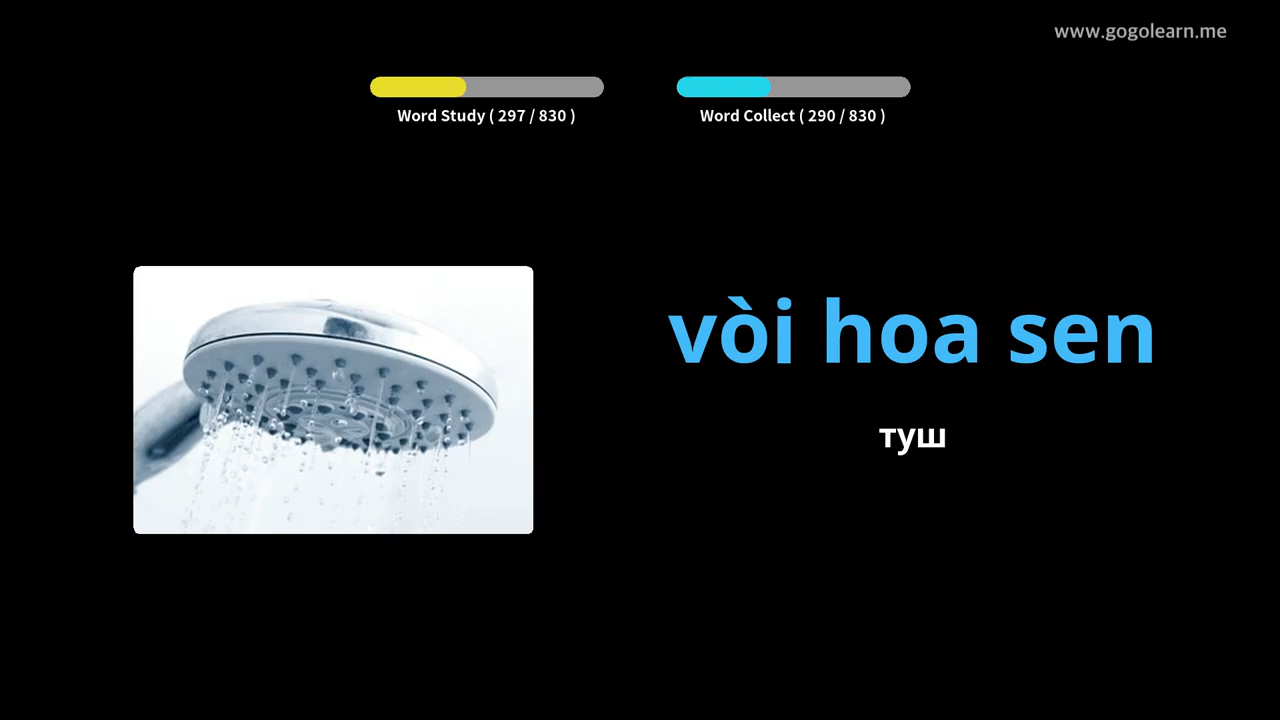 www.gogolearn.me
Word Study ( 297 / 830 )
Word Collect ( 290 / 830 )
vòi hoa sen
туш